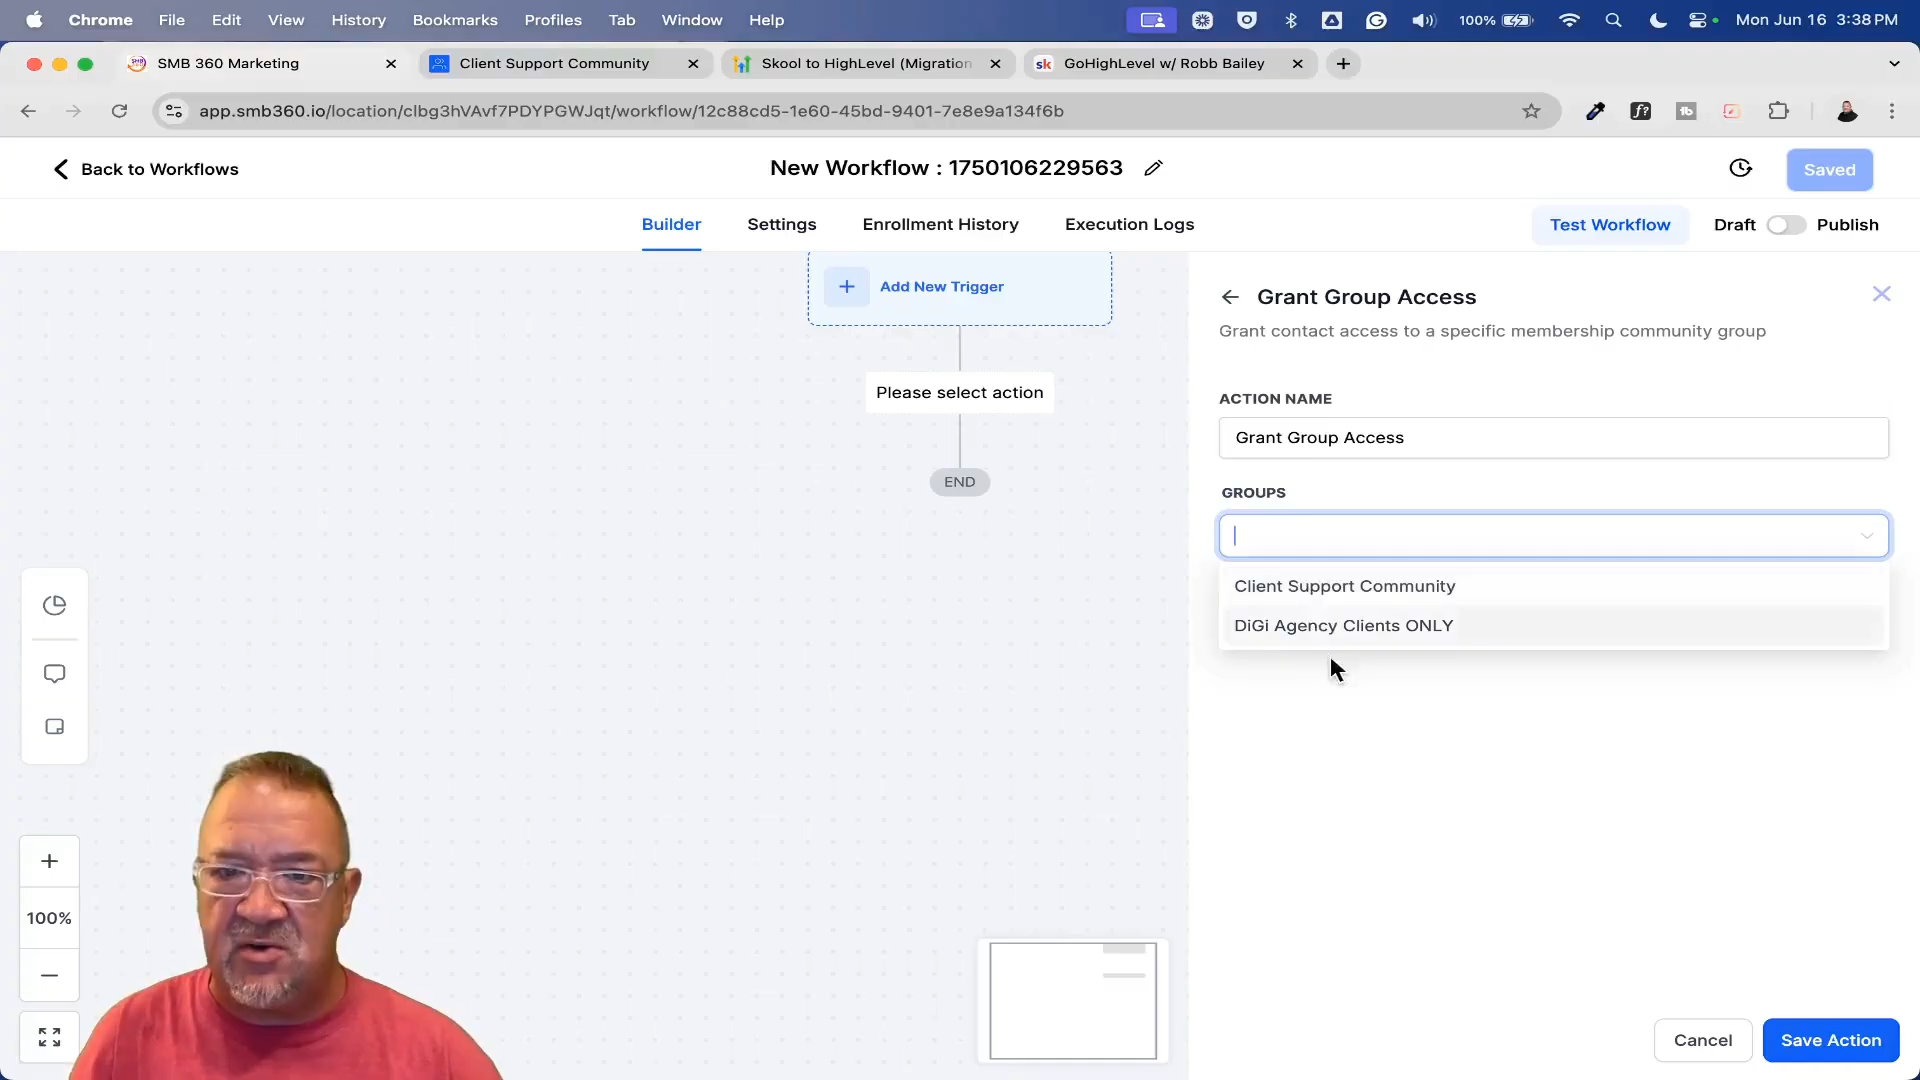 Chrome File Edit View History Bookmarks Profiles Tab Window Help 100% Mon Jun 16 3:38 PM
SMB 360 Marketing Client Support Community Skool to HighLevel (Migration sk GoHighLevel w/ Robb Bailey
app.smb360.io/location/clbg3hVAvf7PDYPGWJqt/workflow/12c88cd5-1e60-45bd-9401-7e8e9a134f6b f? tb
Back to Workflows New Workflow : 1750106229563 Saved
Builder Settings Enrollment History Execution Logs Test Workflow Draft Publish
Add New Trigger
Please select action
END
Grant Group Access
Grant contact access to a specific membership community group
ACTION NAME
Grant Group Access
GROUPS
Client Support Community
DiGi Agency Clients ONLY
100%
Cancel Save Action